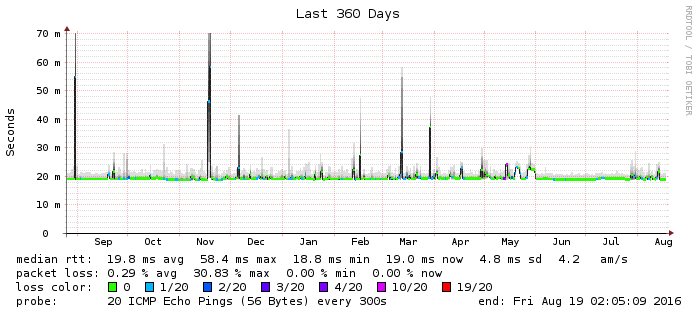 Last 360 Days
RRDTOOL / TOBI OETIKER
Seconds
70 m
60 m
50 m
40 m
30 m
20 m
10 m
0
Sep Oct Nov Dec Jan Feb Mar Apr May Jun Jul Aug
median rtt: 19.8 ms avg 58.4 ms max 18.8 ms min 19.0 ms now 4.8 ms sd 4.2 am/s
packet loss: 0.29 % avg 30.83 % max 0.00 % min 0.00 % now
loss color: 0 1/20 2/20 3/20 4/20 10/20 19/20
probe: 20 ICMP Echo Pings (56 Bytes) every 300s end: Fri Aug 19 02:05:09 2016